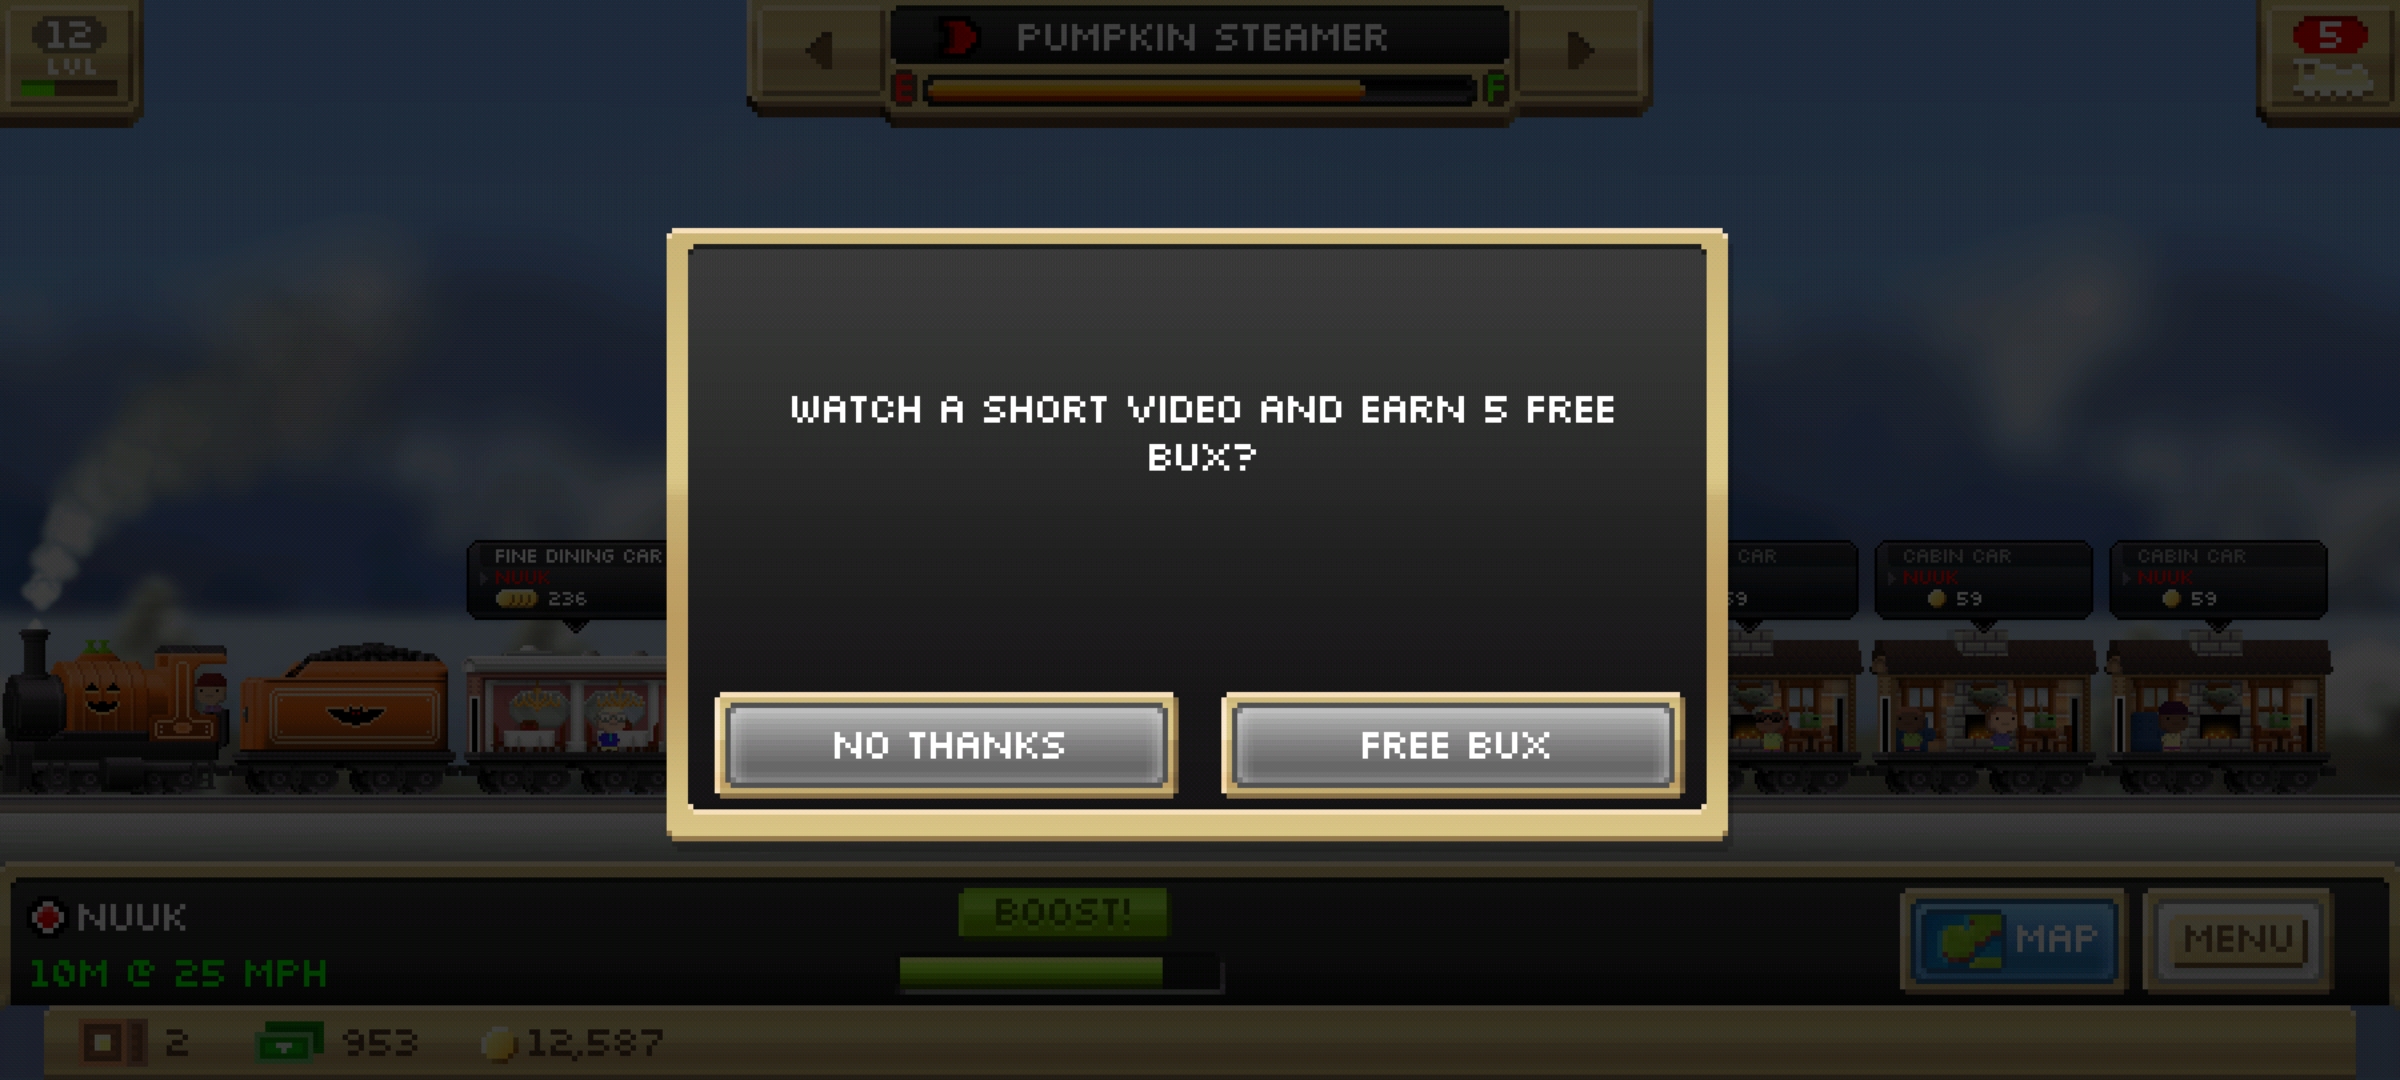 12
LVL
PUMPKIN STEAMER
E F
5
WATCH A SHORT VIDEO AND EARN 5 FREE
BUX?
NO THANKS
FREE BUX
FINE DINING CAR
NUUK
236
CAR
59
CABIN CAR
NUUK
59
CABIN CAR
NUUK
59
NUUK
10M @ 25 MPH
BOOST!
MAP
MENU
2
953
12,587